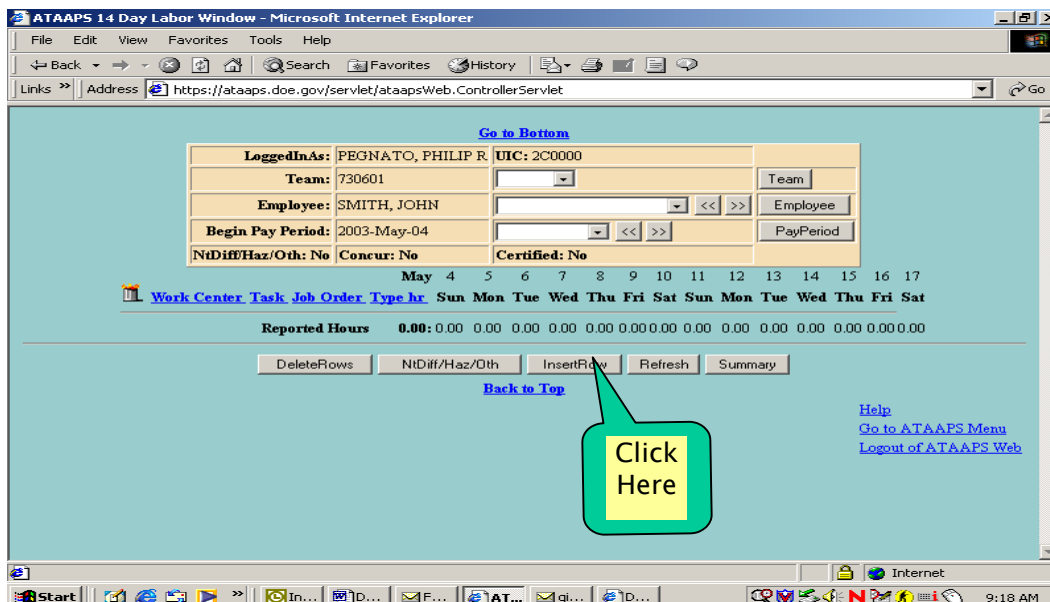 ATAAPS 14 Day Labor Window - Microsoft Internet Explorer
File Edit View Favorites Tools Help
Back Search Favorites History
Links » Address https://ataaps.doe.gov/servlet/ataapsWeb.ControllerServlet Go
Go to Bottom
LoggedInAs: PEGNATO, PHILIP R UIC: 2C0000
Team: 730601 Team
Employee: SMITH, JOHN << >> Employee
Begin Pay Period: 2003-May-04 << >> PayPeriod
NtDiff/Haz/Oth: No Concur: No Certified: No
May 4 5 6 7 8 9 10 11 12 13 14 15 16 17
Work Center Task Job Order Type hr Sun Mon Tue Wed Thu Fri Sat Sun Mon Tue Wed Thu Fri Sat
Reported Hours 0.00: 0.00 0.00 0.00 0.00 0.00 0.00 0.00 0.00 0.00 0.00 0.00 0.00 0.00 0.00
DeleteRows NtDiff/Haz/Oth InsertRow Refresh Summary
Back to Top
Help
Go to ATAAPS Menu
Logout of ATAAPS Web
Click
Here
Internet
Start » In... D... F... AT... gi... D... 9:18 AM